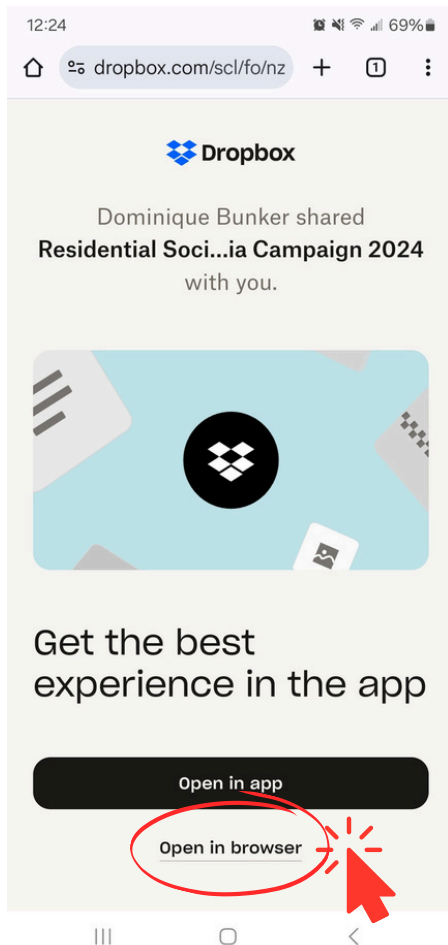 12:24
69%
dropbox.com/scl/fo/nz
1
Dropbox
Dominique Bunker shared
Residential Soci...ia Campaign 2024
with you.
Get the best
experience in the app
Open in app
Open in browser